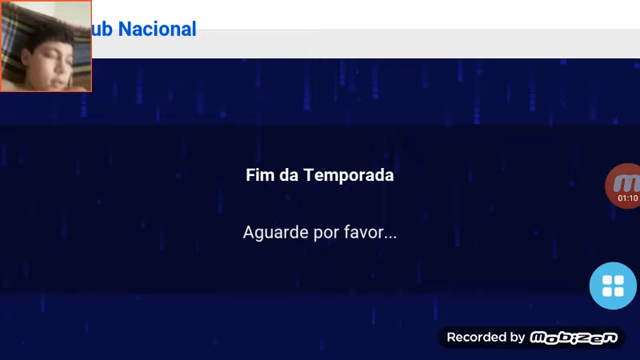 ub Nacional
Fim da Temporada
Aguarde por favor...
01:10
Recorded by Mobizen